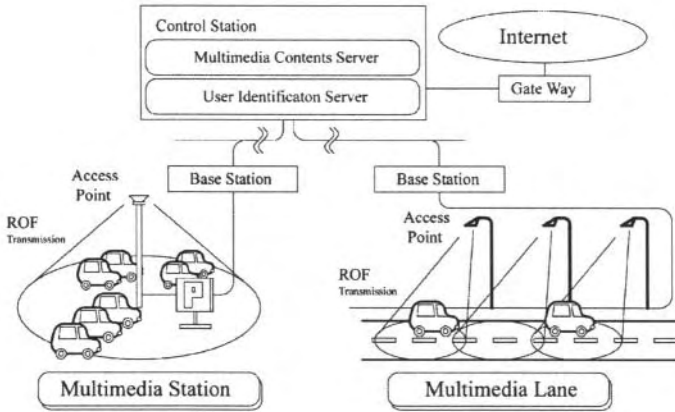 Control Station
Multimedia Contents Server
User Identificaton Server
Internet
Gate Way
Base Station
Base Station
Access
Point
ROF
Transmission
P
Access
Point
ROF
Transmission
Multimedia Station
Multimedia Lane